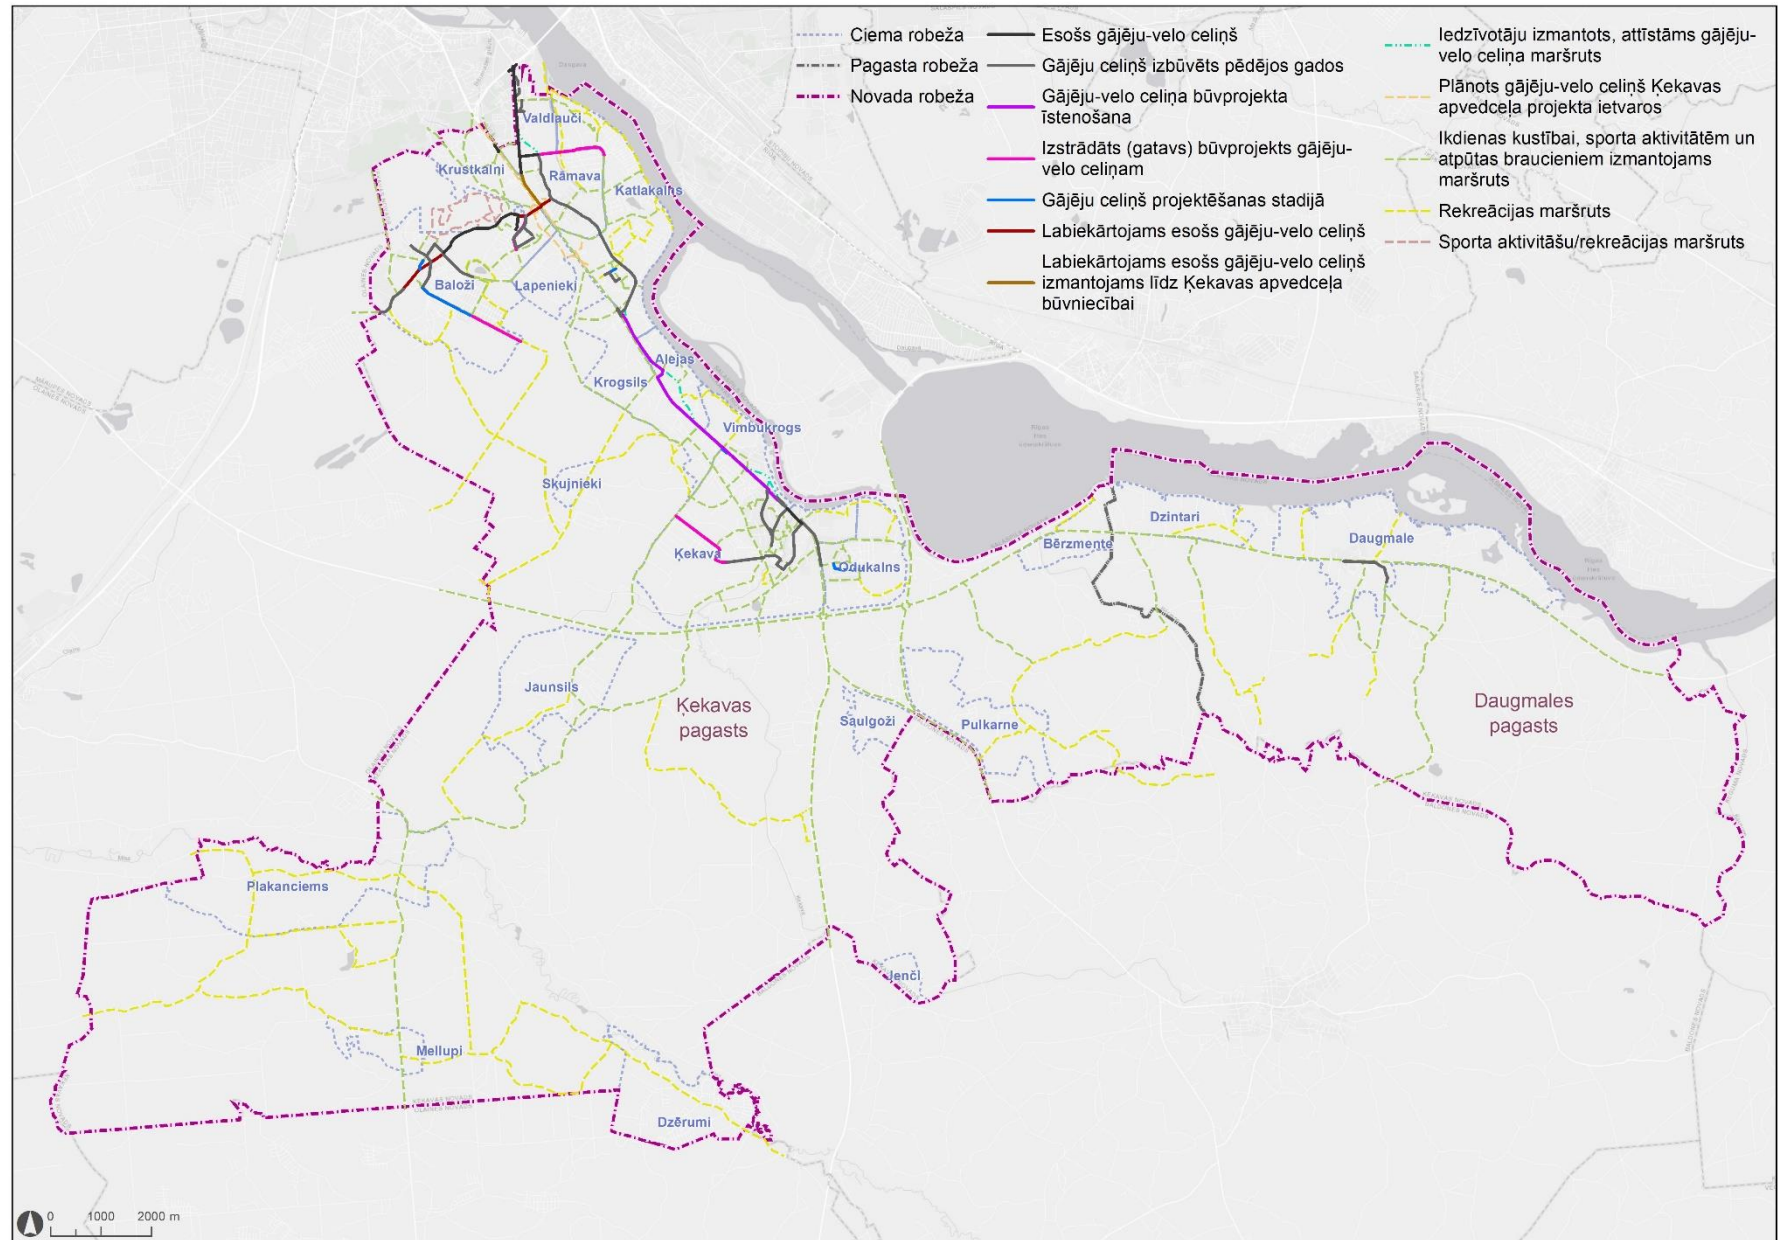 Ciema robeža
Pagasta robeža
Novada robeža
Esošs gājēju-velo celiņš
Gājēju celiņš izbūvēts pēdējos gados
Gājēju-velo celiņa būvprojekta
īstenošana
Izstrādāts (gatavs) būvprojekts gājēju-
velo celiņam
Gājēju celiņš projektēšanas stadijā
Labiekārtojams esošs gājēju-velo celiņš
Labiekārtojams esošs gājēju-velo celiņš
izmantojams līdz Ķekavas apvedceļa
būvniecībai
Iedzīvotāju izmantots, attīstāms gājēju-
velo celiņa maršruts
Plānots gājēju-velo celiņš Ķekavas
apvedceļa projekta ietvaros
Ikdienas kustībai, sporta aktivitātēm un
atpūtas braucieniem izmantojams
maršruts
Rekreācijas maršruts
Sporta aktivitāšu/rekreācijas maršruts
Valdlauči
Krustkalni
Rāmava
Katlakalns
Baloži
Lapenieki
Alejas
Krogsils
Vimbukrogs
Skujnieki
Ķekava
Odukalns
Bērzmente
Dzintari
Daugmale
Jaunsils
Ķekavas
pagasts
Saulgoži
Pulkarne
Daugmales
pagasts
Plakanciems
Jenči
Mellupi
Dzērumi
0 1000 2000 m